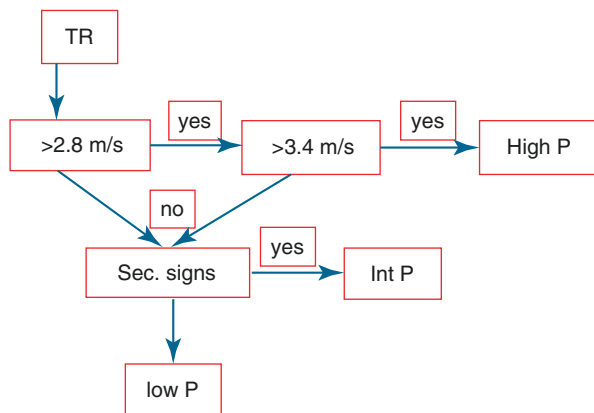 TR
yes
yes
>2.8 m/s
>3.4 m/s
High P
no
yes
Sec. signs
Int P
low P